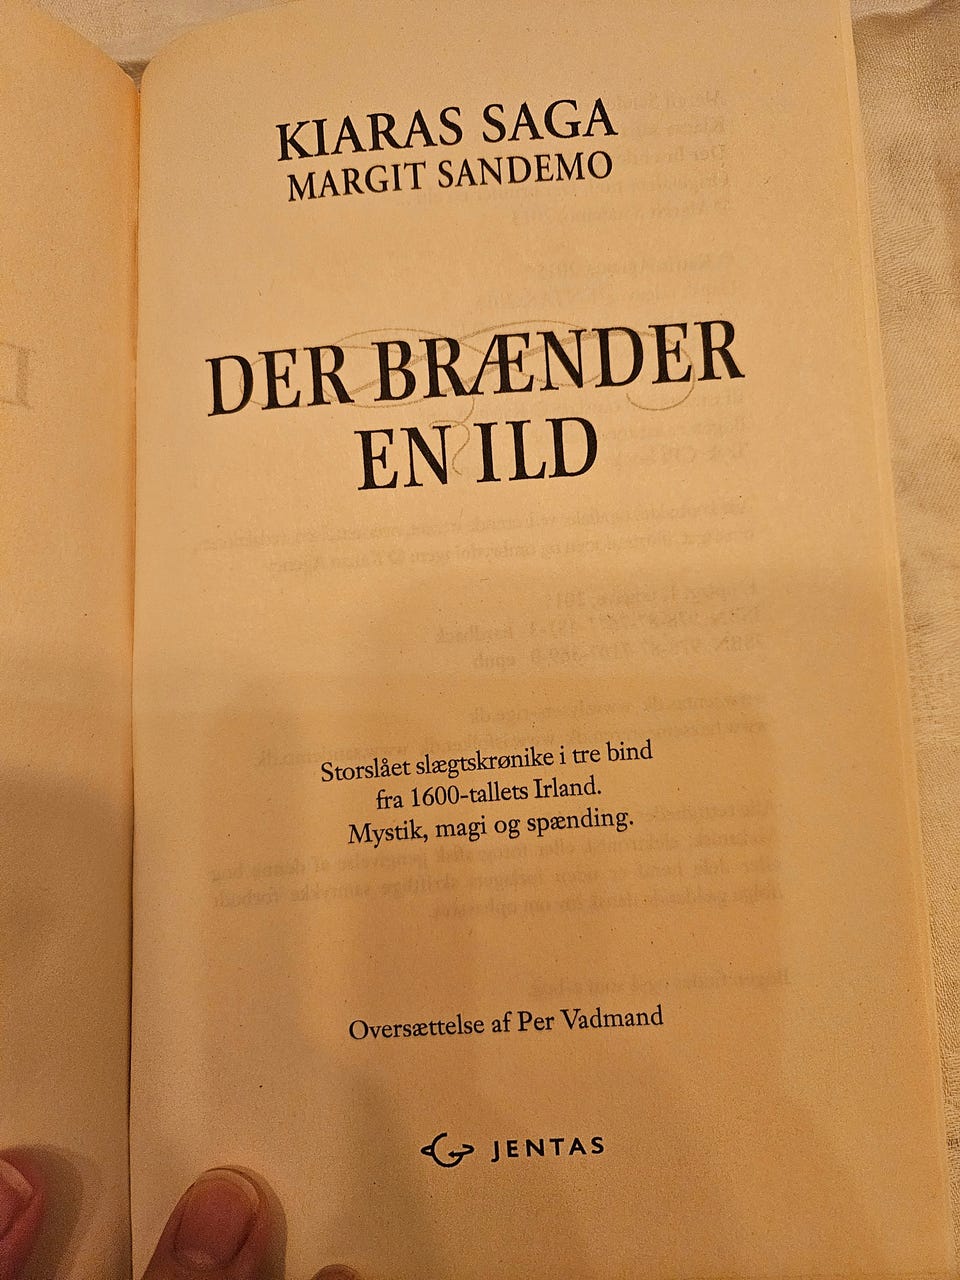 KIARAS SAGA
MARGIT SANDEMO
DER BRÆNDER
EN ILD
Storslået slægtskrønike i tre bind
fra 1600-tallets Irland.
Mystik, magi og spænding.
Oversættelse af Per Vadmand
JENTAS